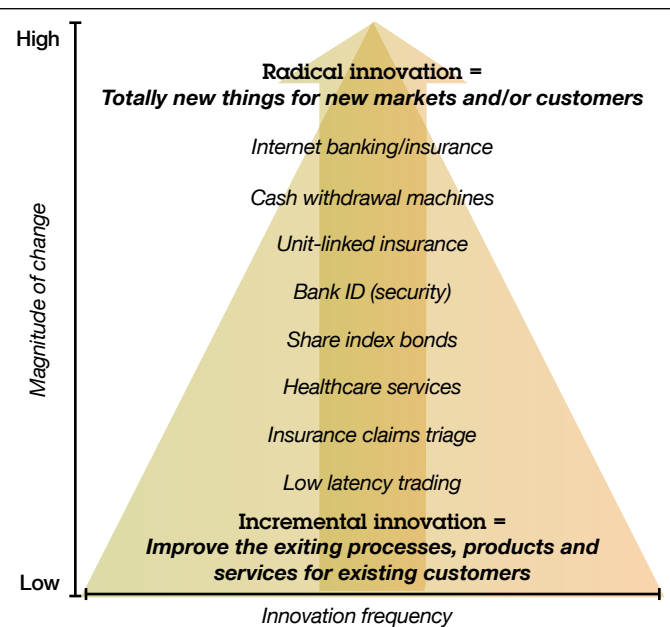 High
Radical innovation =
Totally new things for new markets and/or customers
Internet banking/insurance
Cash withdrawal machines
Unit-linked insurance
Bank ID (security)
Magnitude of change
Share index bonds
Healthcare services
Insurance claims triage
Low latency trading
Incremental innovation =
Improve the exiting processes, products and
services for existing customers
Low
Innovation frequency